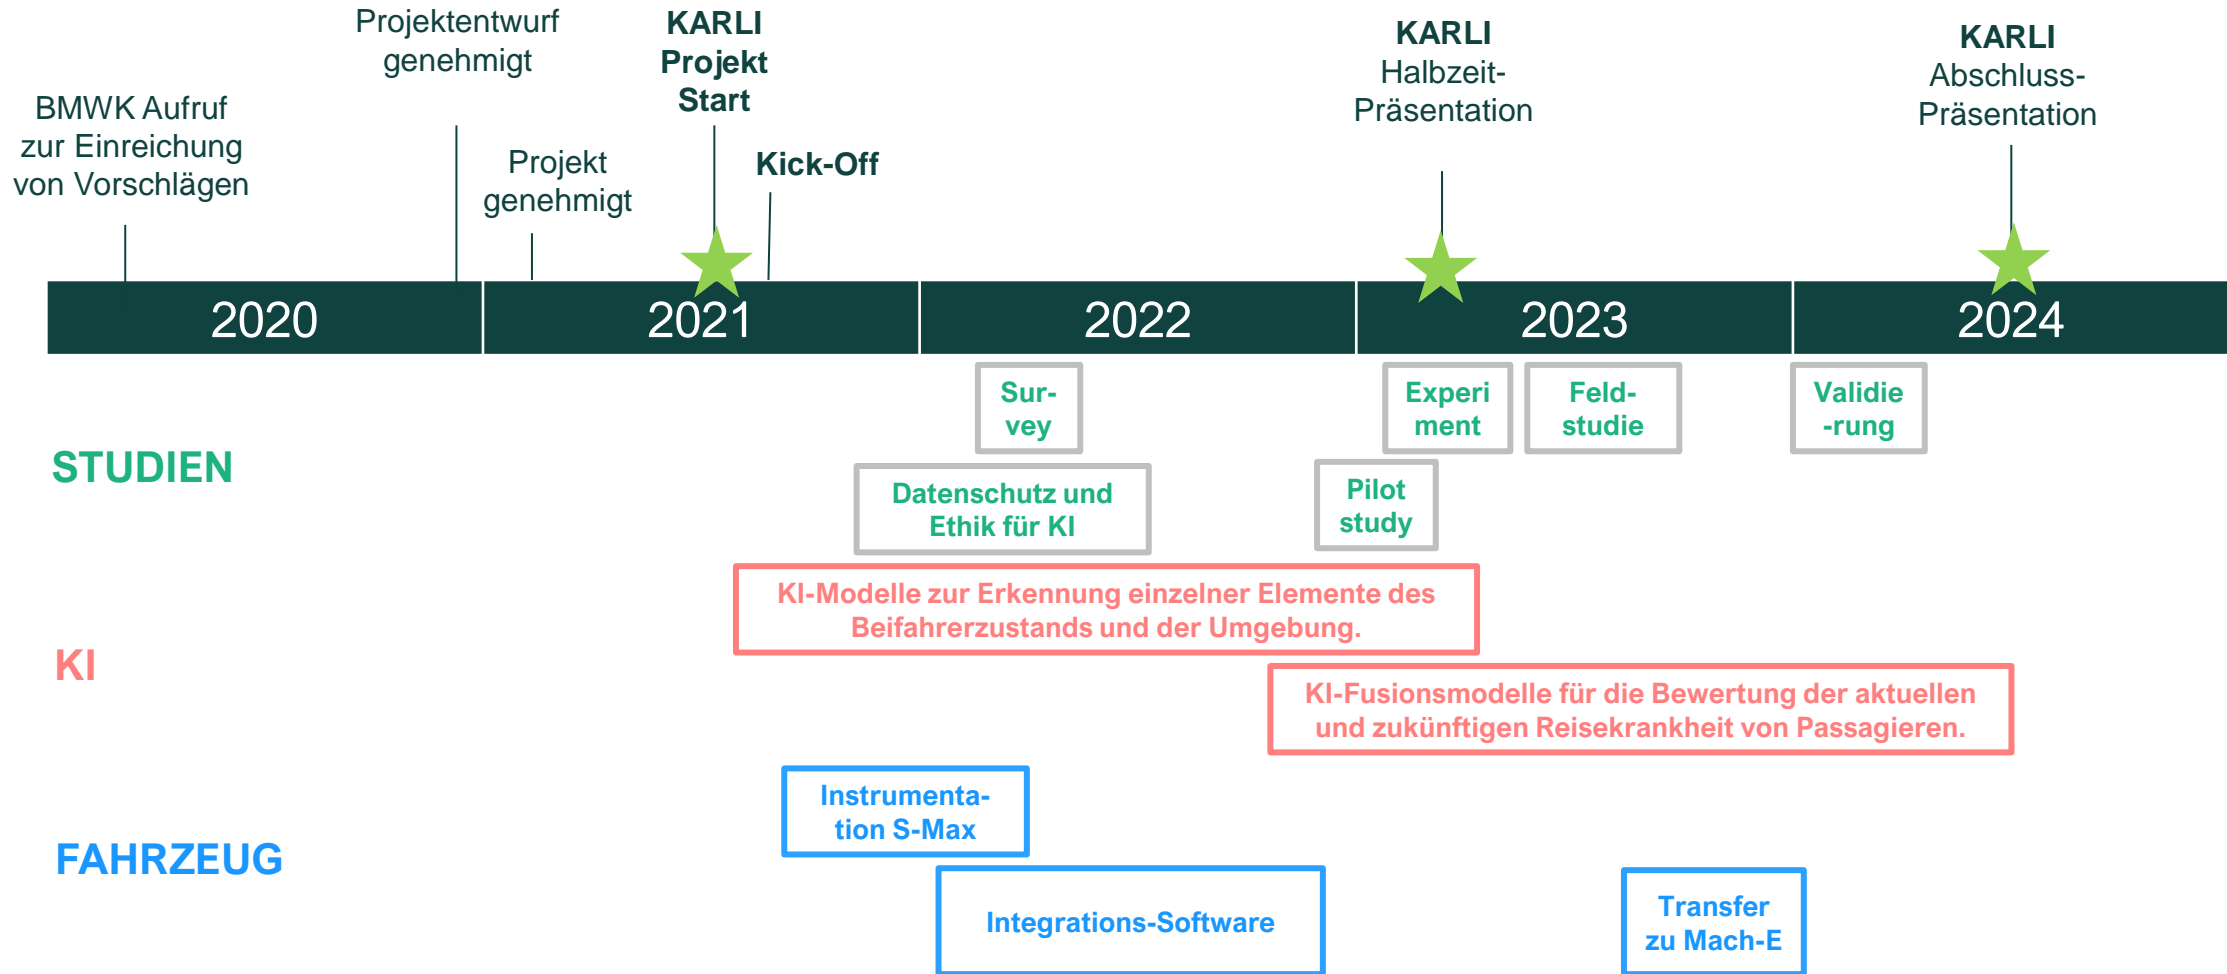 Projektentwurf
genehmigt
KARLI
Projekt
Start
KARLI
Halbzeit-
Präsentation
KARLI
Abschluss-
Präsentation
BMWK Aufruf
zur Einreichung
von Vorschlägen
Projekt
genehmigt
Kick-Off
2020
2021
2022
2023
2024
STUDIEN
Sur-
vey
Experi
ment
Feld-
studie
Validie
-rung
Datenschutz und
Ethik für KI
Pilot
study
KI
KI-Modelle zur Erkennung einzelner Elemente des
Beifahrerzustands und der Umgebung.
KI-Fusionsmodelle für die Bewertung der aktuellen
und zukünftigen Reisekrankheit von Passagieren.
FAHRZEUG
Instrumenta-
tion S-Max
Integrations-Software
Transfer
zu Mach-E